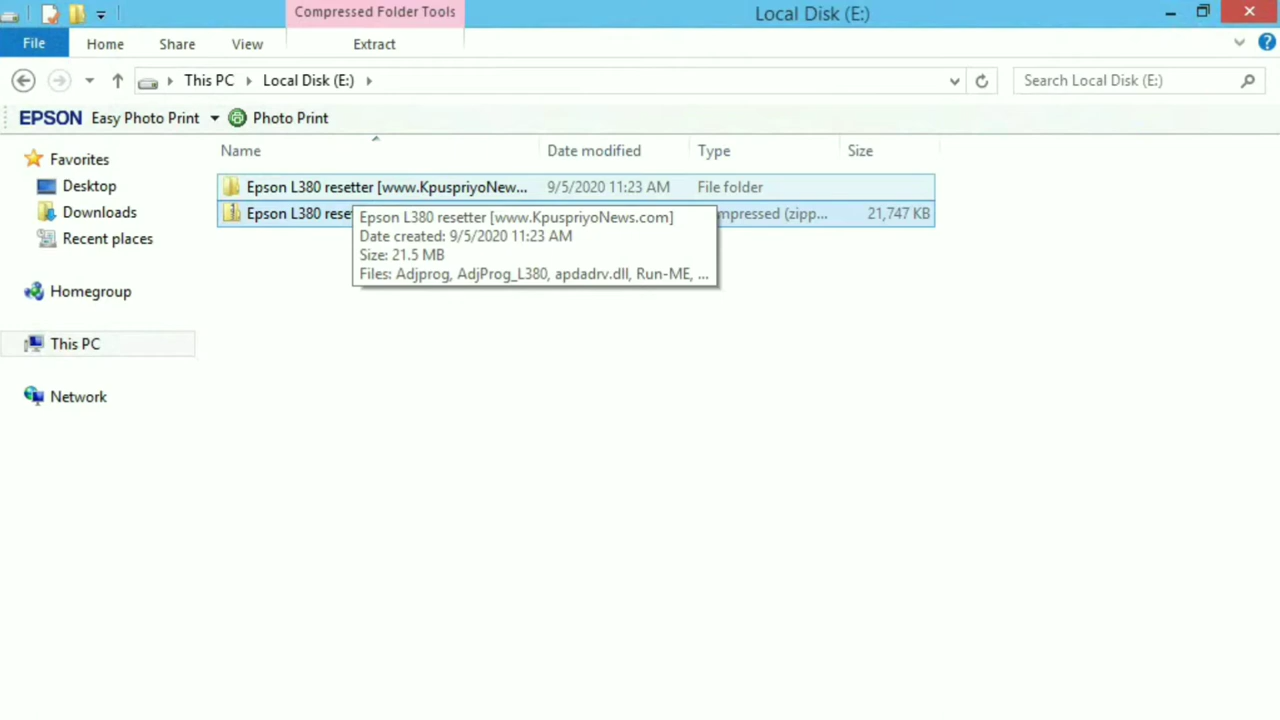 Compressed Folder Tools
Local Disk (E:)
File Home Share View Extract
This PC Local Disk (E:)
Search Local Disk (E:)
EPSON Easy Photo Print Photo Print
Name Date modified Type Size
Favorites
Desktop
Downloads
Recent places
Homegroup
This PC
Network
Epson L380 resetter [www.KpuspriyoNew... 9/5/2020 11:23 AM File folder
Epson L380 rese mpressed (zipp... 21,747 KB
Epson L380 resetter [www.KpuspriyoNews.com]
Date created: 9/5/2020 11:23 AM
Size: 21.5 MB
Files: Adjprog, AdjProg_L380, apdadrv.dll, Run-ME, ...